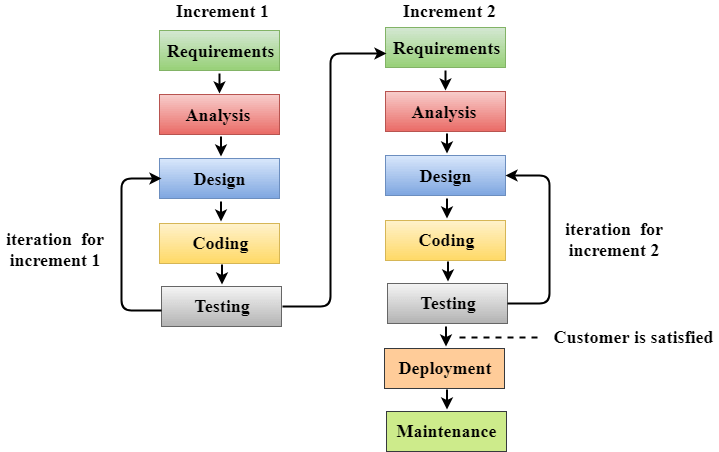 Increment 1
Requirements
Analysis
Design
Coding
Testing
iteration for
increment 1
Increment 2
Requirements
Analysis
Design
Coding
Testing
iteration for
increment 2
Customer is satisfied
Deployment
Maintenance